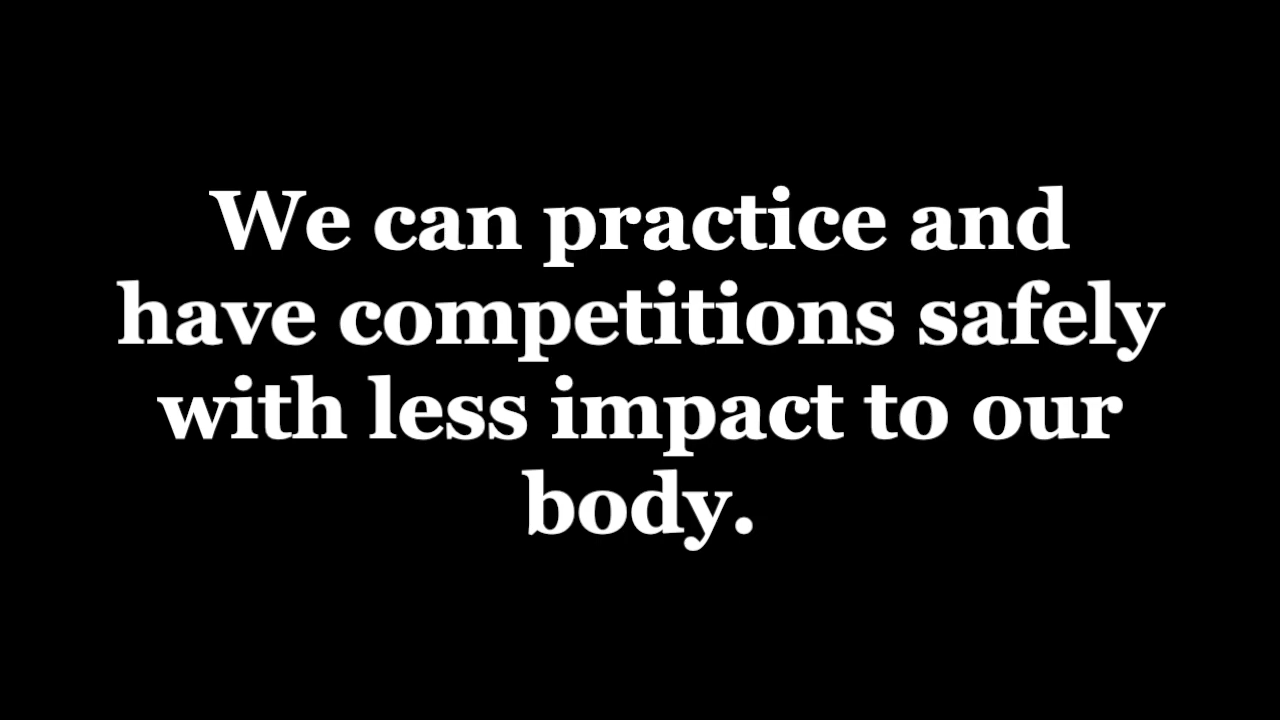 We can practice and
have competitions safely
with less impact to our
body.